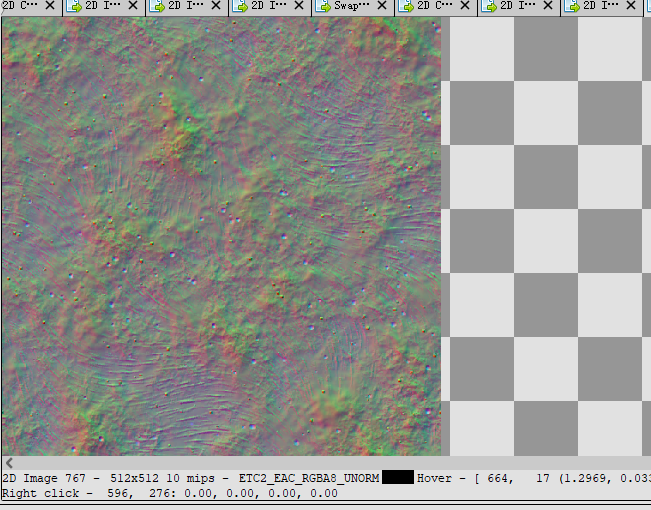 2D C··· 2D I··· 2D I··· 2D I··· Swap··· 2D C··· 2D I··· 2D I···
2D Image 767 - 512x512 10 mips - ETC2_EAC_RGBA8_UNORM Hover - [ 664, 17 (1.2969, 0.033
Right click - 596, 276: 0.00, 0.00, 0.00, 0.00